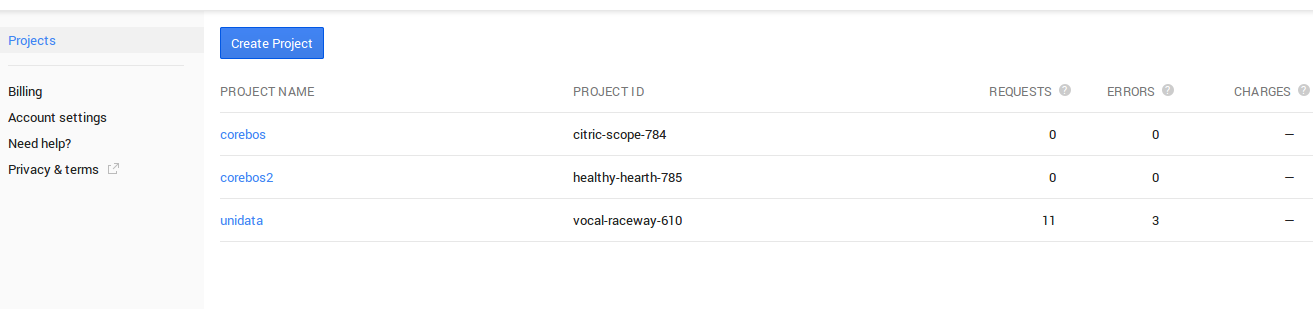 Projects
Billing
Account settings
Need help?
Privacy & terms
Create Project
PROJECT NAME PROJECT ID REQUESTS ? ERRORS ? CHARGES ?
corebos citric-scope-784 0 0 —
corebos2 healthy-hearth-785 0 0 —
unidata vocal-raceway-610 11 3 —